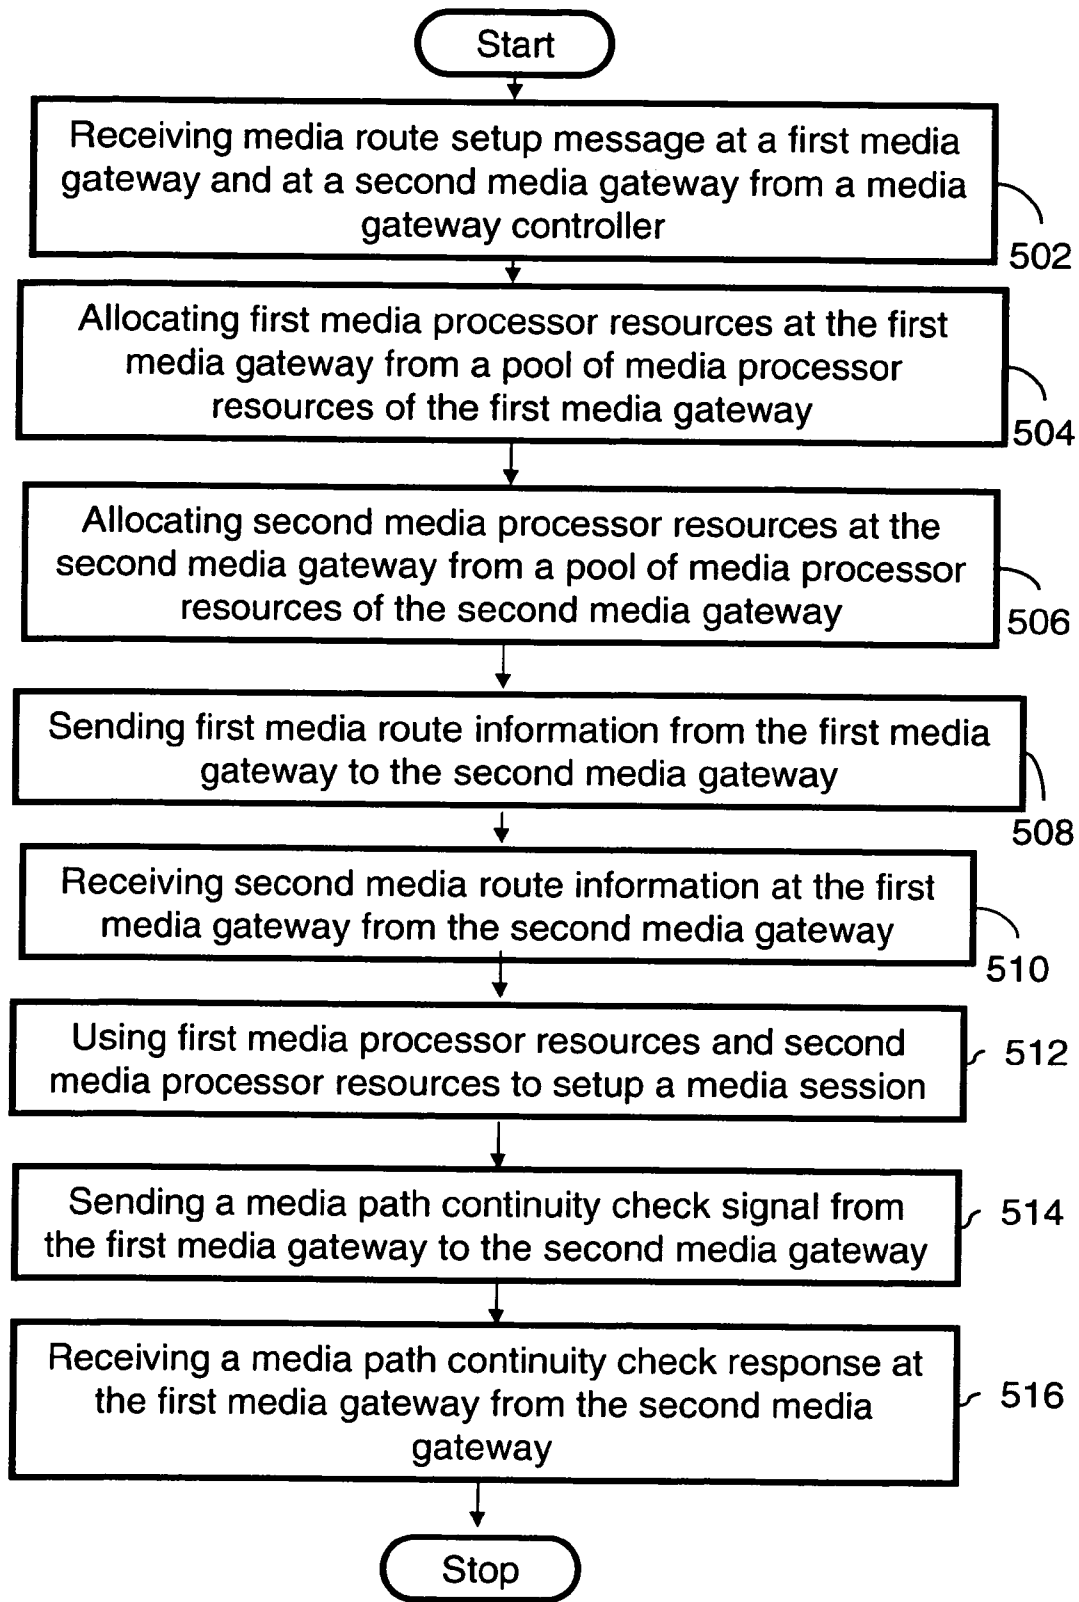 Start
Receiving media route setup message at a first media
gateway and at a second media gateway from a media
gateway controller
502
Allocating first media processor resources at the first
media gateway from a pool of media processor
resources of the first media gateway
504
Allocating second media processor resources at the
second media gateway from a pool of media processor
resources of the second media gateway
506
Sending first media route information from the first media
gateway to the second media gateway
508
Receiving second media route information at the first
media gateway from the second media gateway
510
Using first media processor resources and second
media processor resources to setup a media session
512
Sending a media path continuity check signal from
the first media gateway to the second media gateway
514
Receiving a media path continuity check response at
the first media gateway from the second media
gateway
516
Stop